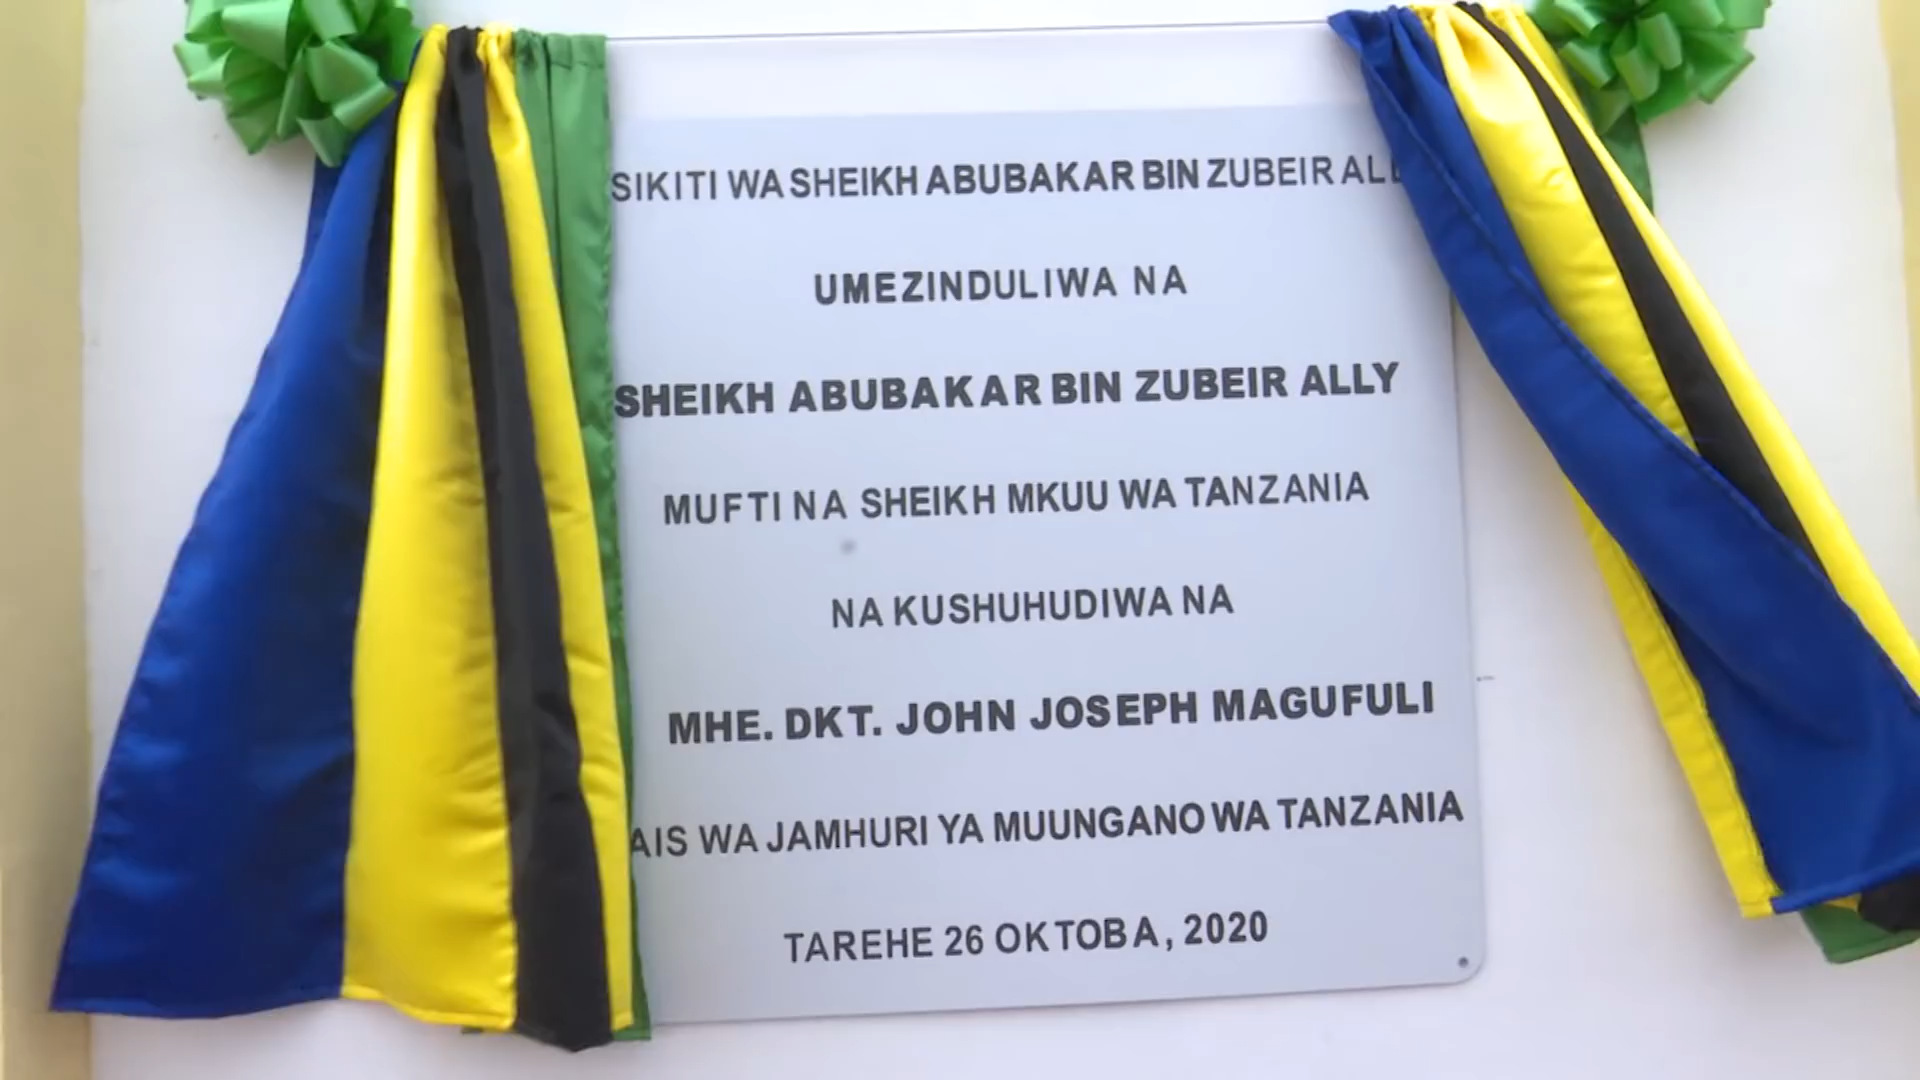 SIKITI WA SHEIKH ABUBAKAR BIN ZUBEIR ALL
UMEZINDULIWA NA
SHEIKH ABUBAKAR BIN ZUBEIR ALLY
MUFTI NA SHEIKH MKUU WA TANZANIA
NA KUSHUHUDIWA NA
MHE. DKT. JOHN JOSEPH MAGUFULI
AIS WA JAMHURI YA MUUNGANO WA TANZANIA
TAREHE 26 OKTOBA, 2020